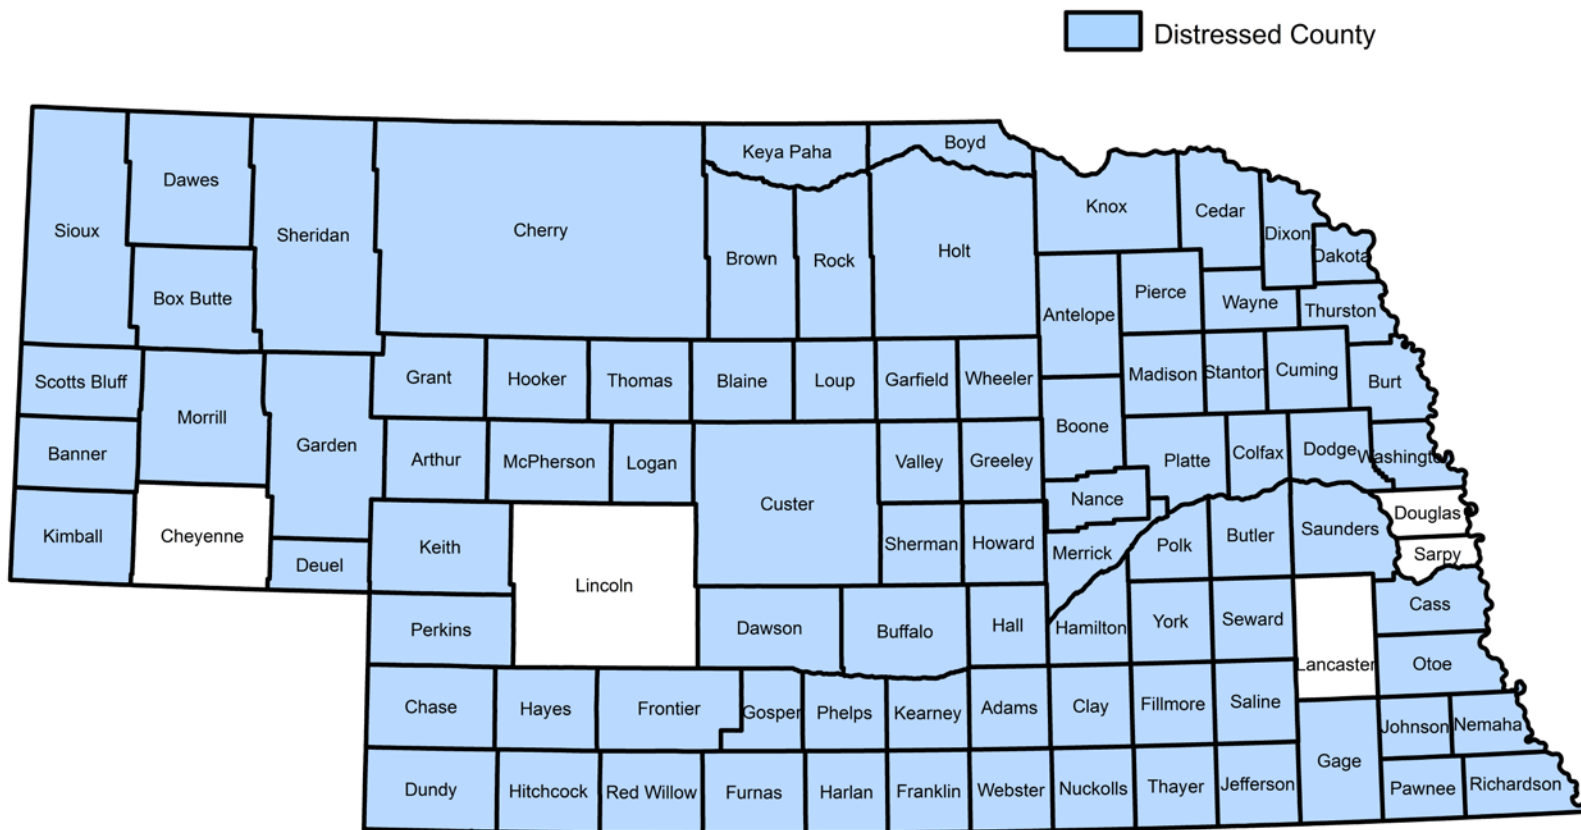 Distressed County
Boyd
Keya Paha
Dawes
Knox
Cedar
Sioux
Cherry
Sheridan
Dixon
Holt
Dakota
Brown
Rock
Box Butte
Pierce
Wayne
Thurston
Antelope
Scotts Bluff
Grant
Hooker
Thomas
Blaine
Loup
Garfield
Wheeler
Madison
Stanton
Cuming
Burt
Morrill
Boone
Garden
Banner
Arthur
McPherson
Logan
Valley
Greeley
Platte
Colfax
Dodge
Washington
Custer
Nance
Douglas
Kimball
Cheyenne
Keith
Sherman
Howard
Merrick
Polk
Butler
Saunders
Sarpy
Deuel
Lincoln
Cass
Perkins
Dawson
Buffalo
Hall
Hamilton
York
Seward
Lancaster
Otoe
Chase
Hayes
Frontier
Gosper
Phelps
Kearney
Adams
Clay
Fillmore
Saline
Johnson
Nemaha
Gage
Dundy
Hitchcock
Red Willow
Furnas
Harlan
Franklin
Webster
Nuckolls
Thayer
Jefferson
Pawnee
Richardson